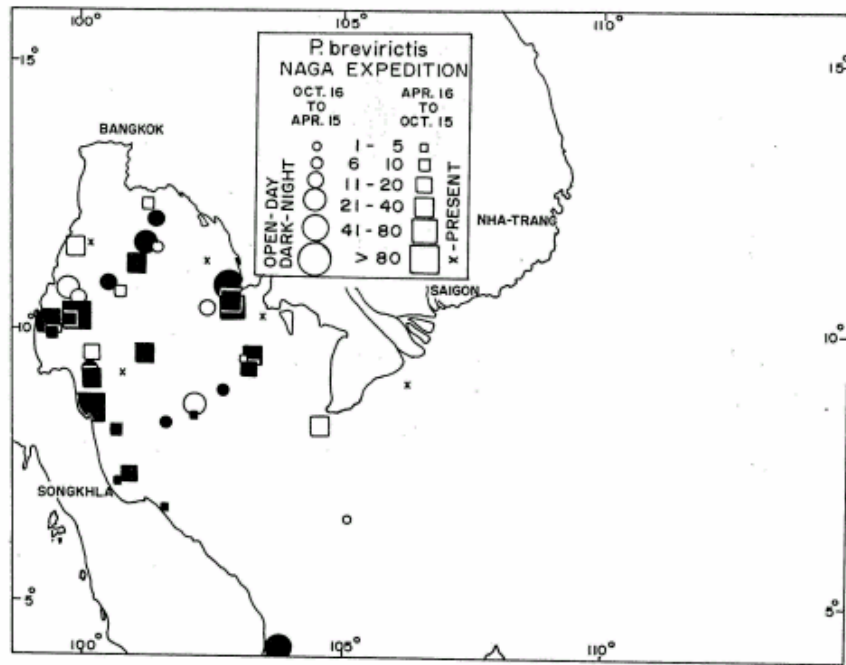 100° 105° 110°
15° 15°
P. brevirictis
NAGA EXPEDITION
OCT. 16 APR. 16
TO TO
APR. 15 OCT. 15
1 - 5
6 10
11 - 20
21 - 40
41 - 80
> 80
OPEN-DAY
DARK-NIGHT
x - PRESENT
BANGKOK
NHA-TRANG
SAIGON
10° 10°
SONGKHLA
5° 5°
100° 105° 110°